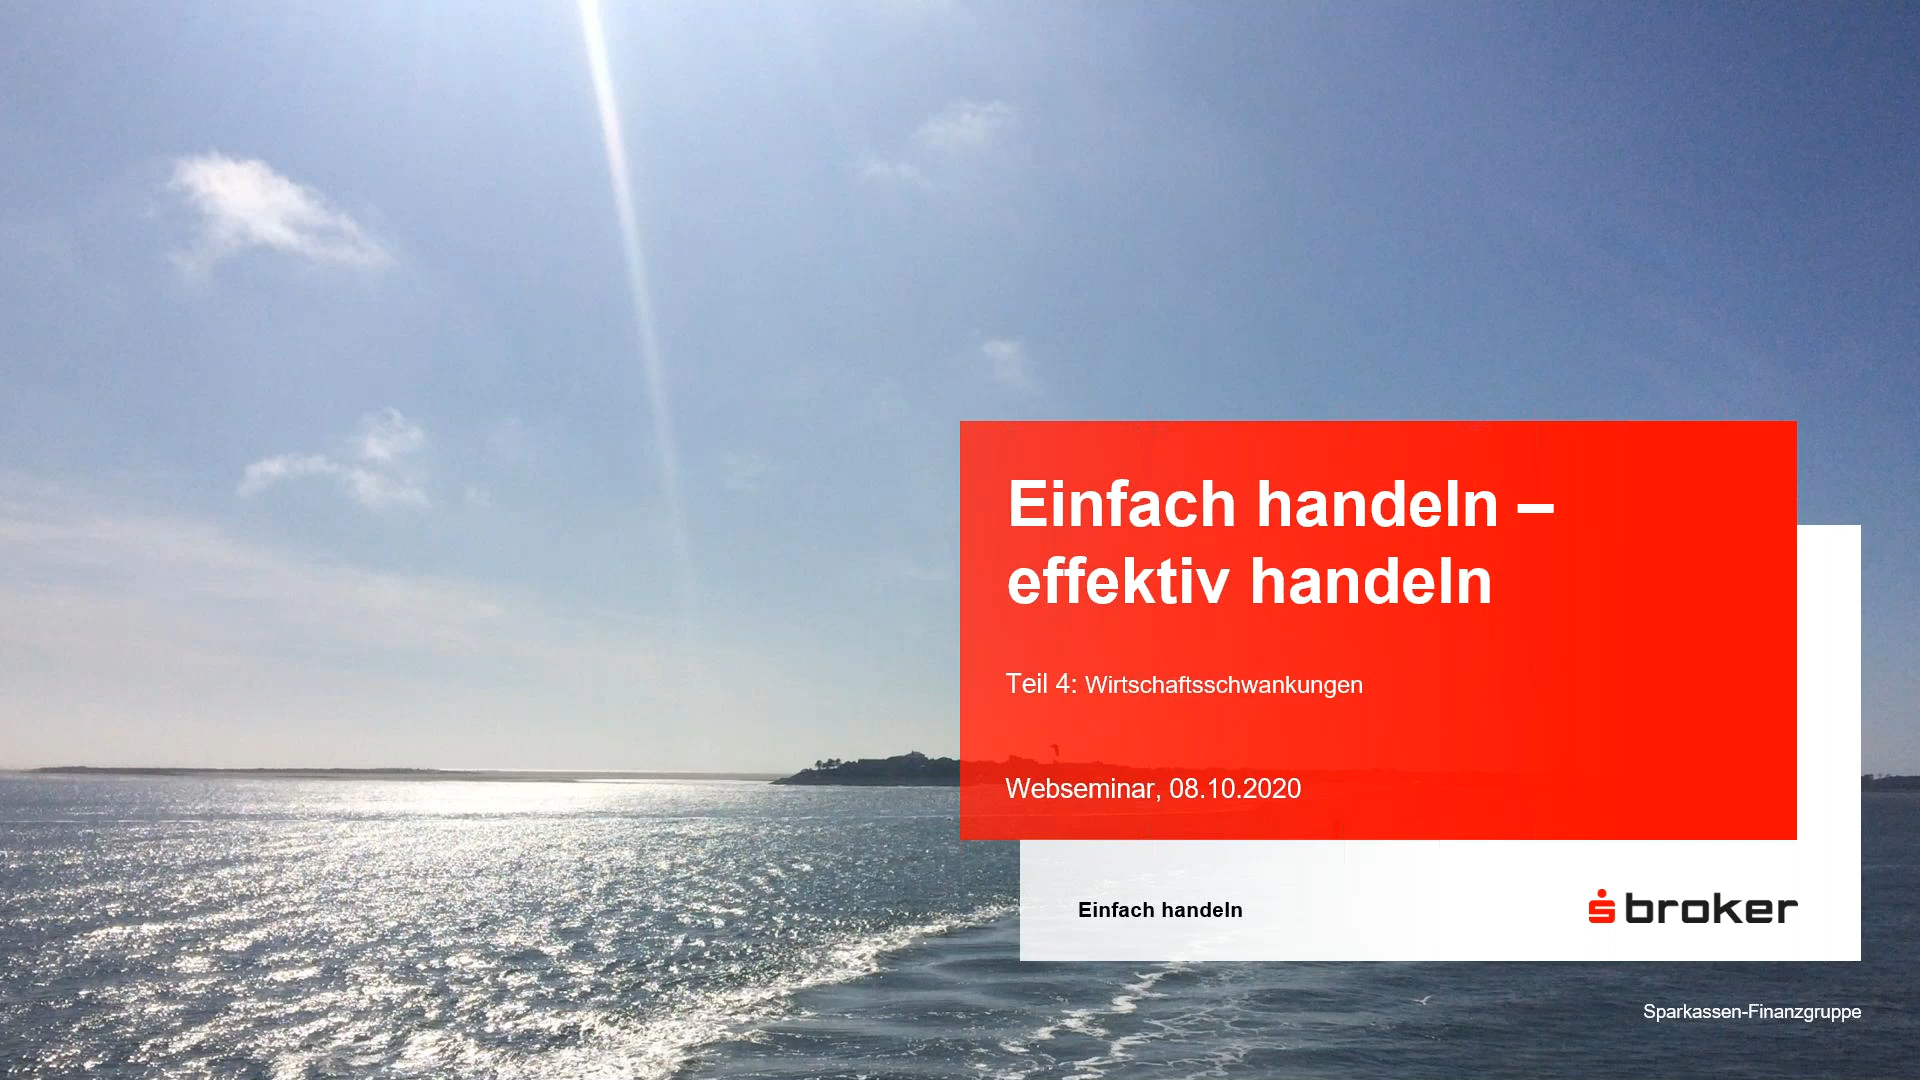 Einfach handeln –
effektiv handeln
Teil 4: Wirtschaftsschwankungen
Webseminar, 08.10.2020
Einfach handeln
broker
Sparkassen-Finanzgruppe